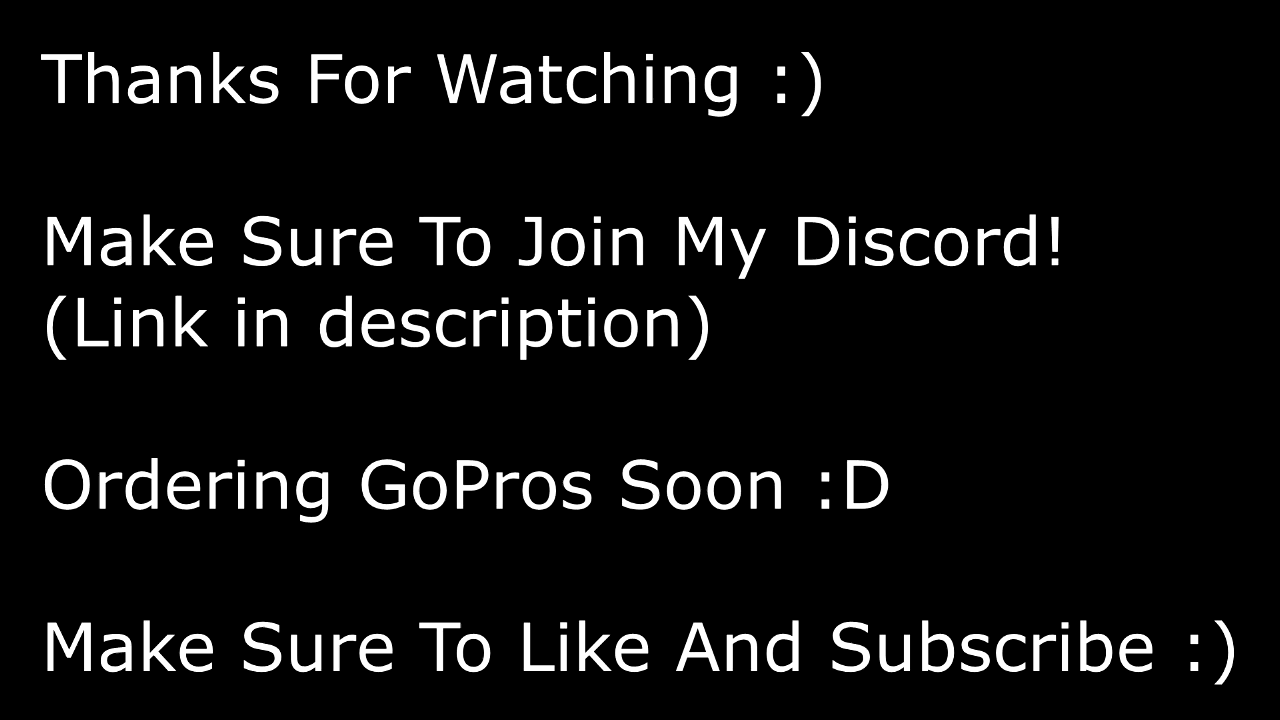 Thanks For Watching :)
Make Sure To Join My Discord!
(Link in description)
Ordering GoPros Soon :D
Make Sure To Like And Subscribe :)